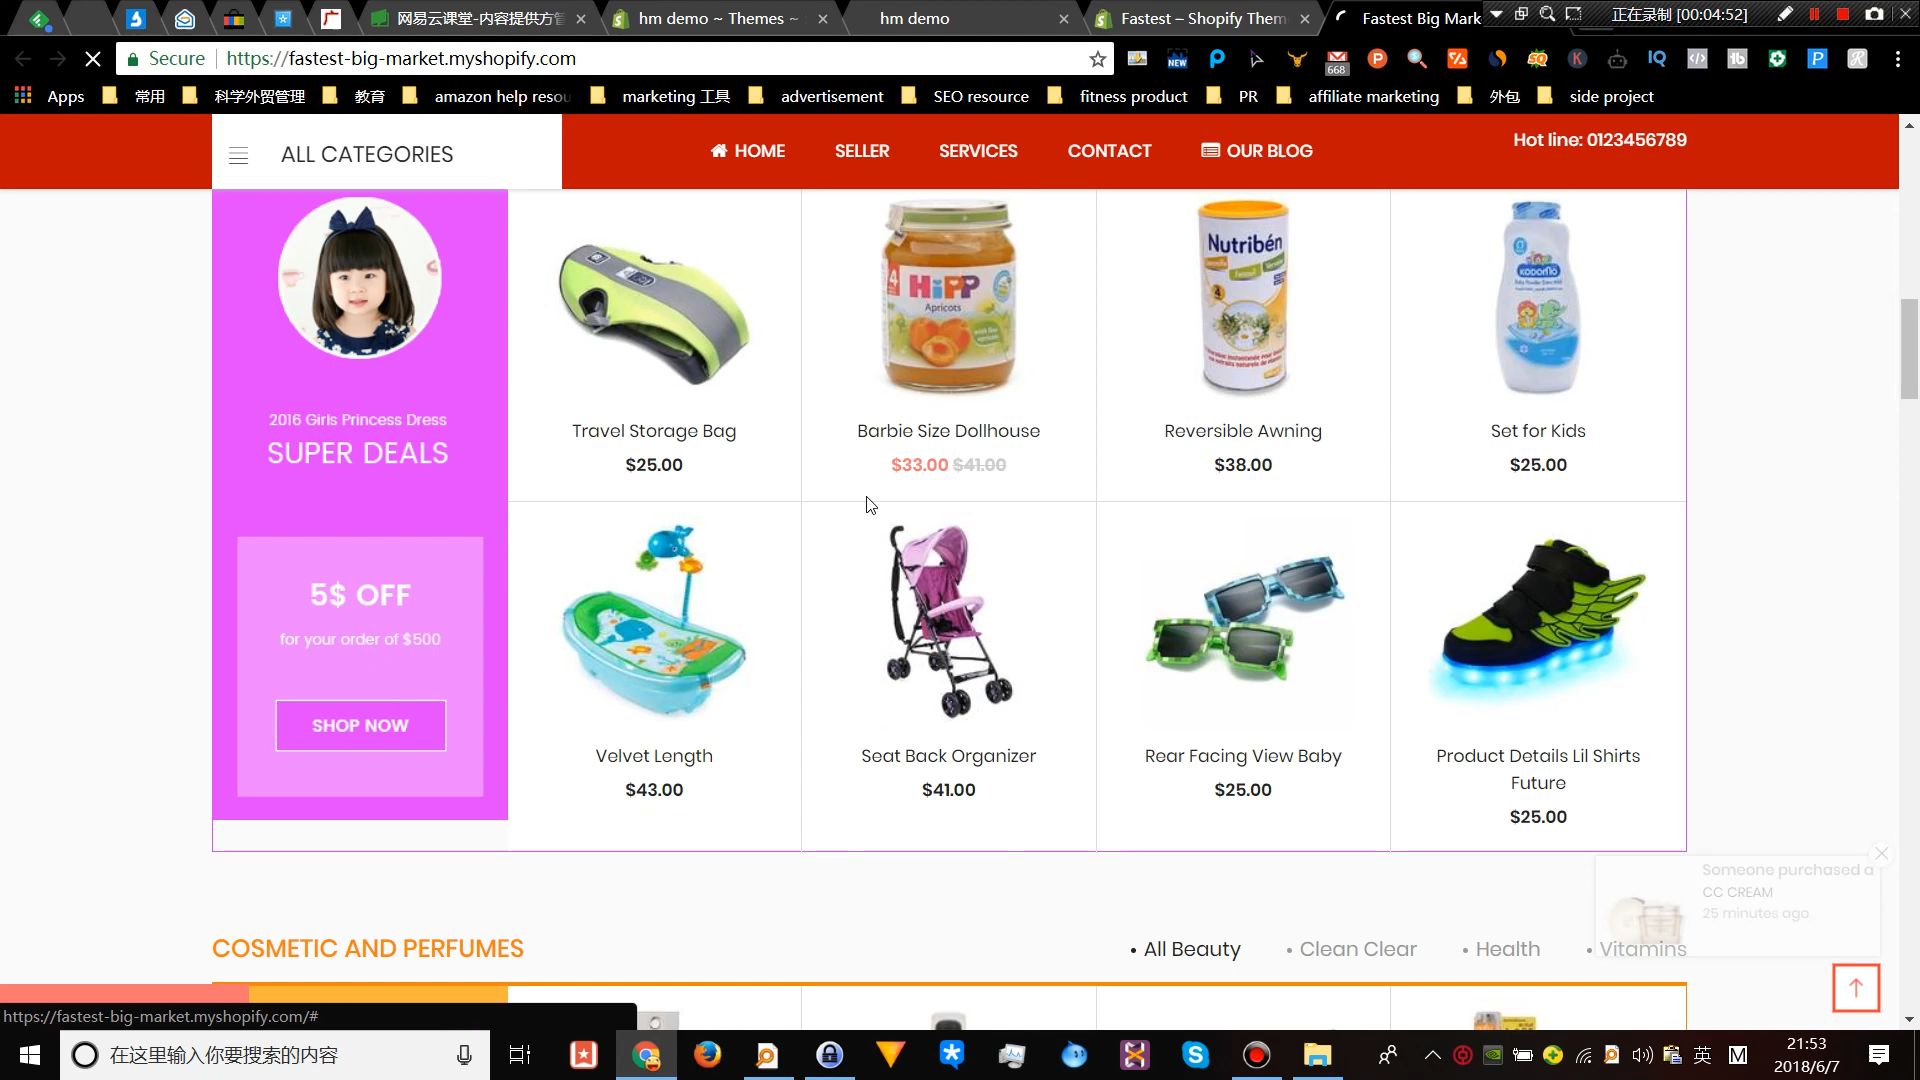 网易云课堂-内容提供方管
hm demo ~ Themes ~
hm demo
Fastest – Shopify Them
Fastest Big Mark
正在录制 [00:04:52]
Secure
https://fastest-big-market.myshopify.com
668
Apps
常用
科学外贸管理
教育
amazon help resou
marketing 工具
advertisement
SEO resource
fitness product
PR
affiliate marketing
外包
side project
ALL CATEGORIES
HOME
SELLER
SERVICES
CONTACT
OUR BLOG
Hot line: 0123456789
2016 Girls Princess Dress
SUPER DEALS
5$ OFF
for your order of $500
SHOP NOW
4
HiPP
Apricots
Nutribén
KODOMO
Travel Storage Bag
$25.00
Barbie Size Dollhouse
$33.00 $41.00
Reversible Awning
$38.00
Set for Kids
$25.00
Velvet Length
$43.00
Seat Back Organizer
$41.00
Rear Facing View Baby
$25.00
Product Details Lil Shirts
Future
$25.00
Someone purchased a
CC CREAM
25 minutes ago
COSMETIC AND PERFUMES
• All Beauty
• Clean Clear
• Health
• Vitamins
https://fastest-big-market.myshopify.com/#
在这里输入你要搜索的内容
英
M
21:53
2018/6/7